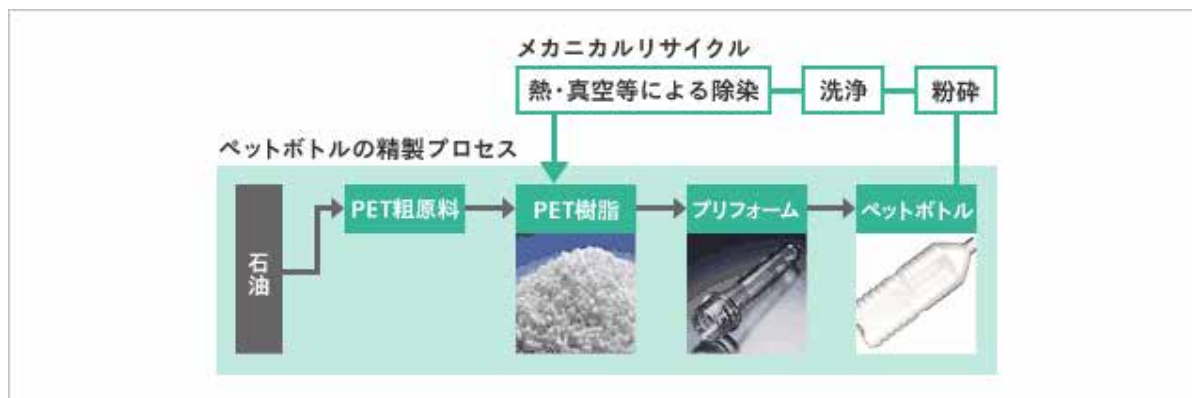 メカニカルリサイクル
熱・真空等による除染
洗浄
粉砕
ペットボトルの精製プロセス
石油
PET粗原料
PET樹脂
プリフォーム
ペットボトル